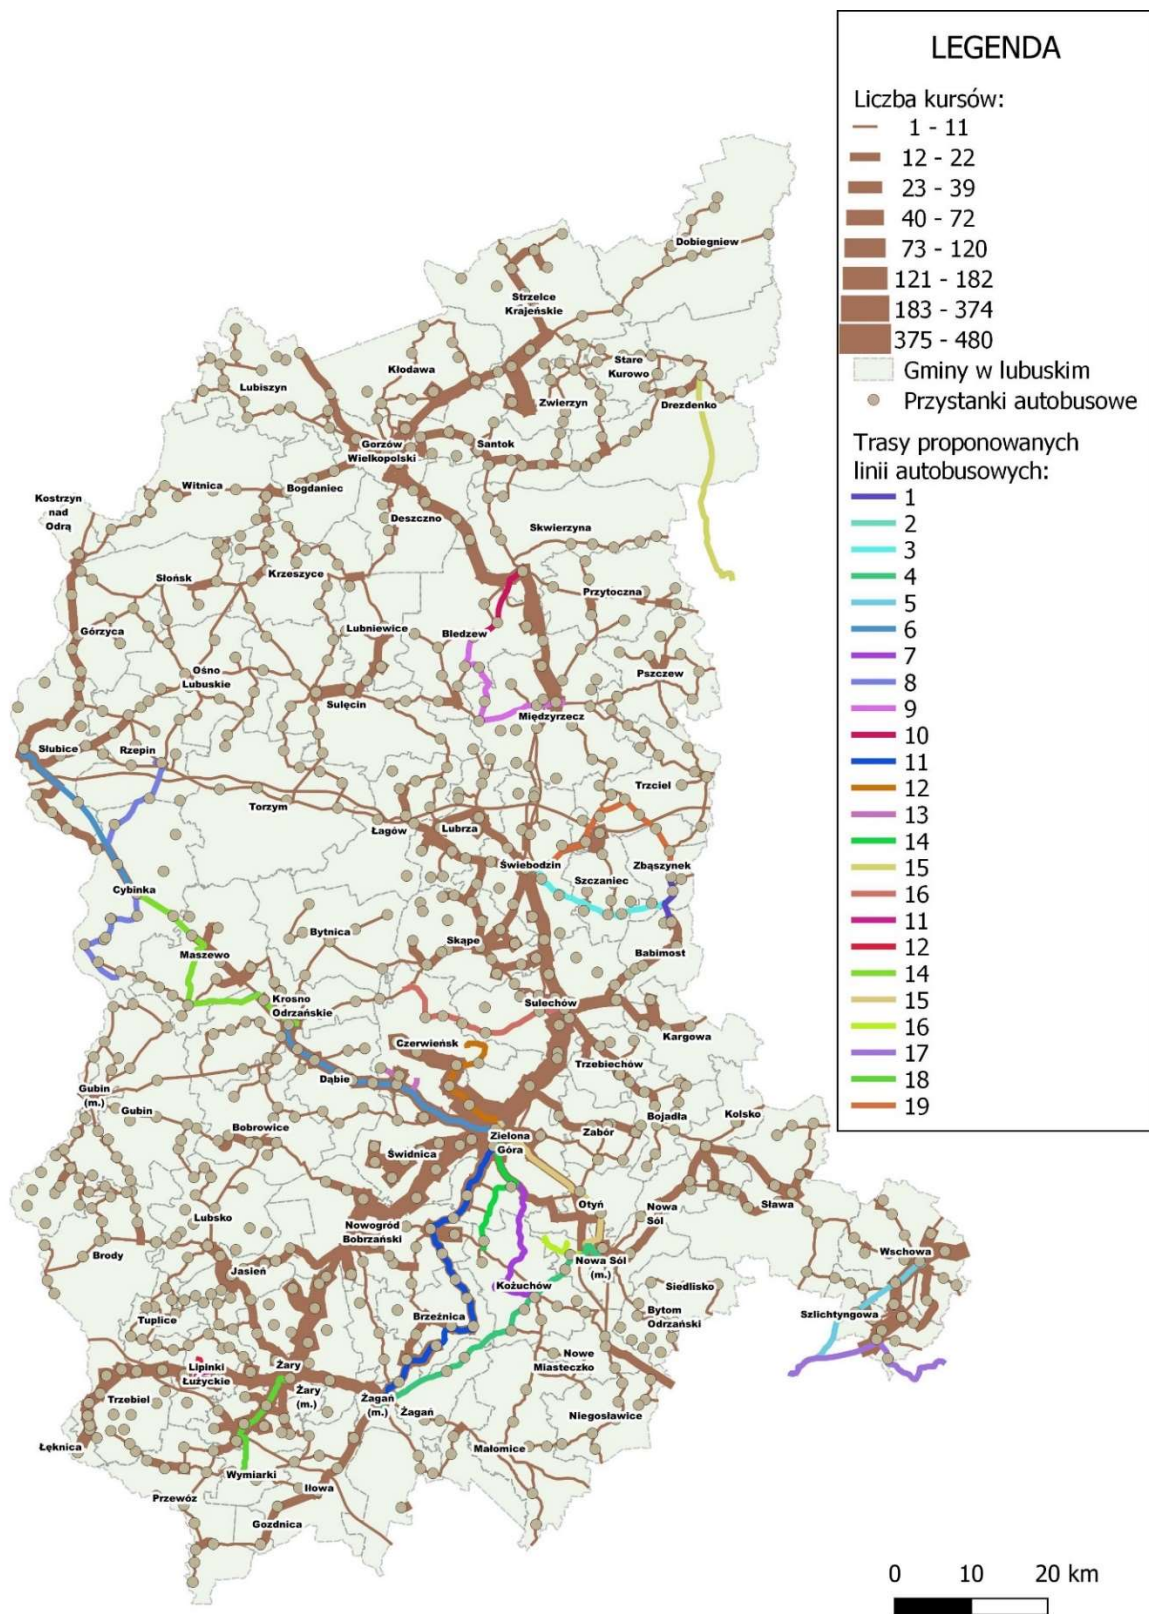 LEGENDA
Liczba kursów:
1 - 11
12 - 22
23 - 39
40 - 72
73 - 120
121 - 182
183 - 374
375 - 480
Gminy w lubuskim
Przystanki autobusowe
Trasy proponowanych
linii autobusowych:
1
2
3
4
5
6
7
8
9
10
11
12
13
14
15
16
11
12
14
15
16
17
18
19
Dobiegniew
Strzelce
Krajeńskie
Kłodawa
Stare
Kurowo
Lubiszyn
Zwierzyn
Drezdenko
Gorzów
Wielkopolski
Santok
Witnica
Bogdaniec
Kostrzyn
nad
Odrą
Deszczno
Skwierzyna
Słońsk
Krzeszyce
Przytoczna
Lubniewice
Górzyca
Bledzew
Ośno
Lubuskie
Pszczew
Sulęcin
Międzyrzecz
Słubice
Rzepin
Trzciel
Torzym
Łagów
Lubrza
Świebodzin
Zbąszynek
Szczaniec
Cybinka
Bytnica
Skąpe
Maszewo
Babimost
Krosno
Odrzańskie
Sulechów
Kargowa
Czerwieńsk
Trzebiechów
Dąbie
Gubin
(m.)
Gubin
Bojadła
Kolsko
Bobrowice
Zielona
Góra
Zabór
Świdnica
Otyń
Sława
Lubsko
Nowogród
Bobrzański
Nowa
Sól
Wschowa
Brody
Jasień
Nowa Sól
(m.)
Kożuchów
Siedlisko
Szlichtyngowa
Tuplice
Brzeźnica
Bytom
Odrzański
Lipinki
Łużyckie
Żary
Nowe
Miasteczko
Trzebiel
Żary
(m.)
Żagań
(m.)
Żagań
Niegosławice
Łęknica
Małomice
Wymiarki
Iłowa
Przewóz
Gozdnica
0 10 20 km